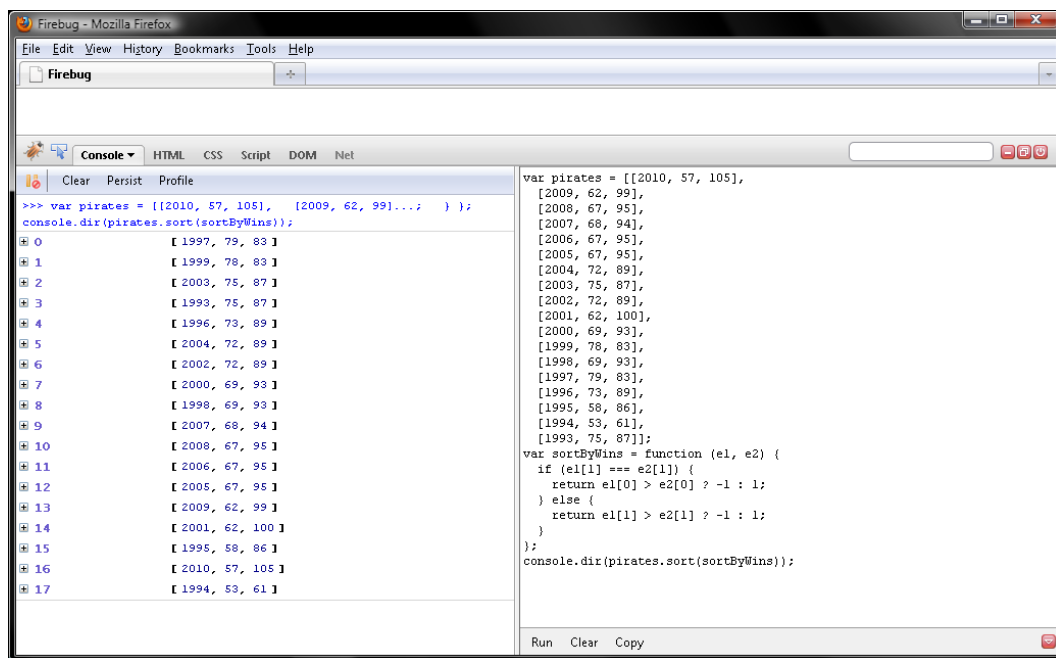 Firebug - Mozilla Firefox
File Edit View History Bookmarks Tools Help
Firebug
Console HTML CSS Script DOM Net
Clear Persist Profile
>>> var pirates = [[2010, 57, 105],   [2009, 62, 99]...;   } };
console.dir(pirates.sort(sortByWins));
0 [ 1997, 79, 83 ]
1 [ 1999, 78, 83 ]
2 [ 2003, 75, 87 ]
3 [ 1993, 75, 87 ]
4 [ 1996, 73, 89 ]
5 [ 2004, 72, 89 ]
6 [ 2002, 72, 89 ]
7 [ 2000, 69, 93 ]
8 [ 1998, 69, 93 ]
9 [ 2007, 68, 94 ]
10 [ 2008, 67, 95 ]
11 [ 2006, 67, 95 ]
12 [ 2005, 67, 95 ]
13 [ 2009, 62, 99 ]
14 [ 2001, 62, 100 ]
15 [ 1995, 58, 86 ]
16 [ 2010, 57, 105 ]
17 [ 1994, 53, 61 ]
var pirates = [[2010, 57, 105],
  [2009, 62, 99],
  [2008, 67, 95],
  [2007, 68, 94],
  [2006, 67, 95],
  [2005, 67, 95],
  [2004, 72, 89],
  [2003, 75, 87],
  [2002, 72, 89],
  [2001, 62, 100],
  [2000, 69, 93],
  [1999, 78, 83],
  [1998, 69, 93],
  [1997, 79, 83],
  [1996, 73, 89],
  [1995, 58, 86],
  [1994, 53, 61],
  [1993, 75, 87]];
var sortByWins = function (e1, e2) {
  if (e1[1] === e2[1]) {
    return e1[0] > e2[0] ? -1 : 1;
  } else {
    return e1[1] > e2[1] ? -1 : 1;
  }
};
console.dir(pirates.sort(sortByWins));
Run Clear Copy